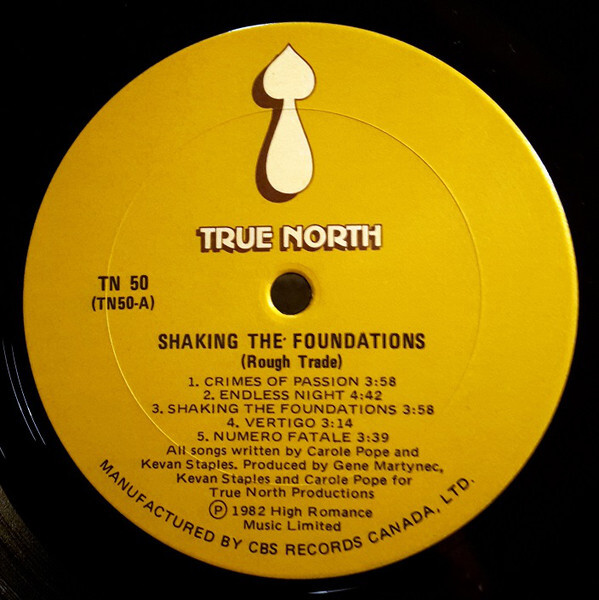 TRUE NORTH
TN 50
(TN50-A)
SHAKING THE FOUNDATIONS
(Rough Trade)
1. CRIMES OF PASSION 3:58
2. ENDLESS NIGHT 4:42
3. SHAKING THE FOUNDATIONS 3:58
4. VERTIGO 3:14
5. NUMERO FATALE 3:39
All songs written by Carole Pope and
Kevan Staples. Produced by Gene Martynec,
Kevan Staples and Carole Pope for
True North Productions
Ⓟ 1982 High Romance
Music Limited
MANUFACTURED BY CBS RECORDS CANADA, LTD.